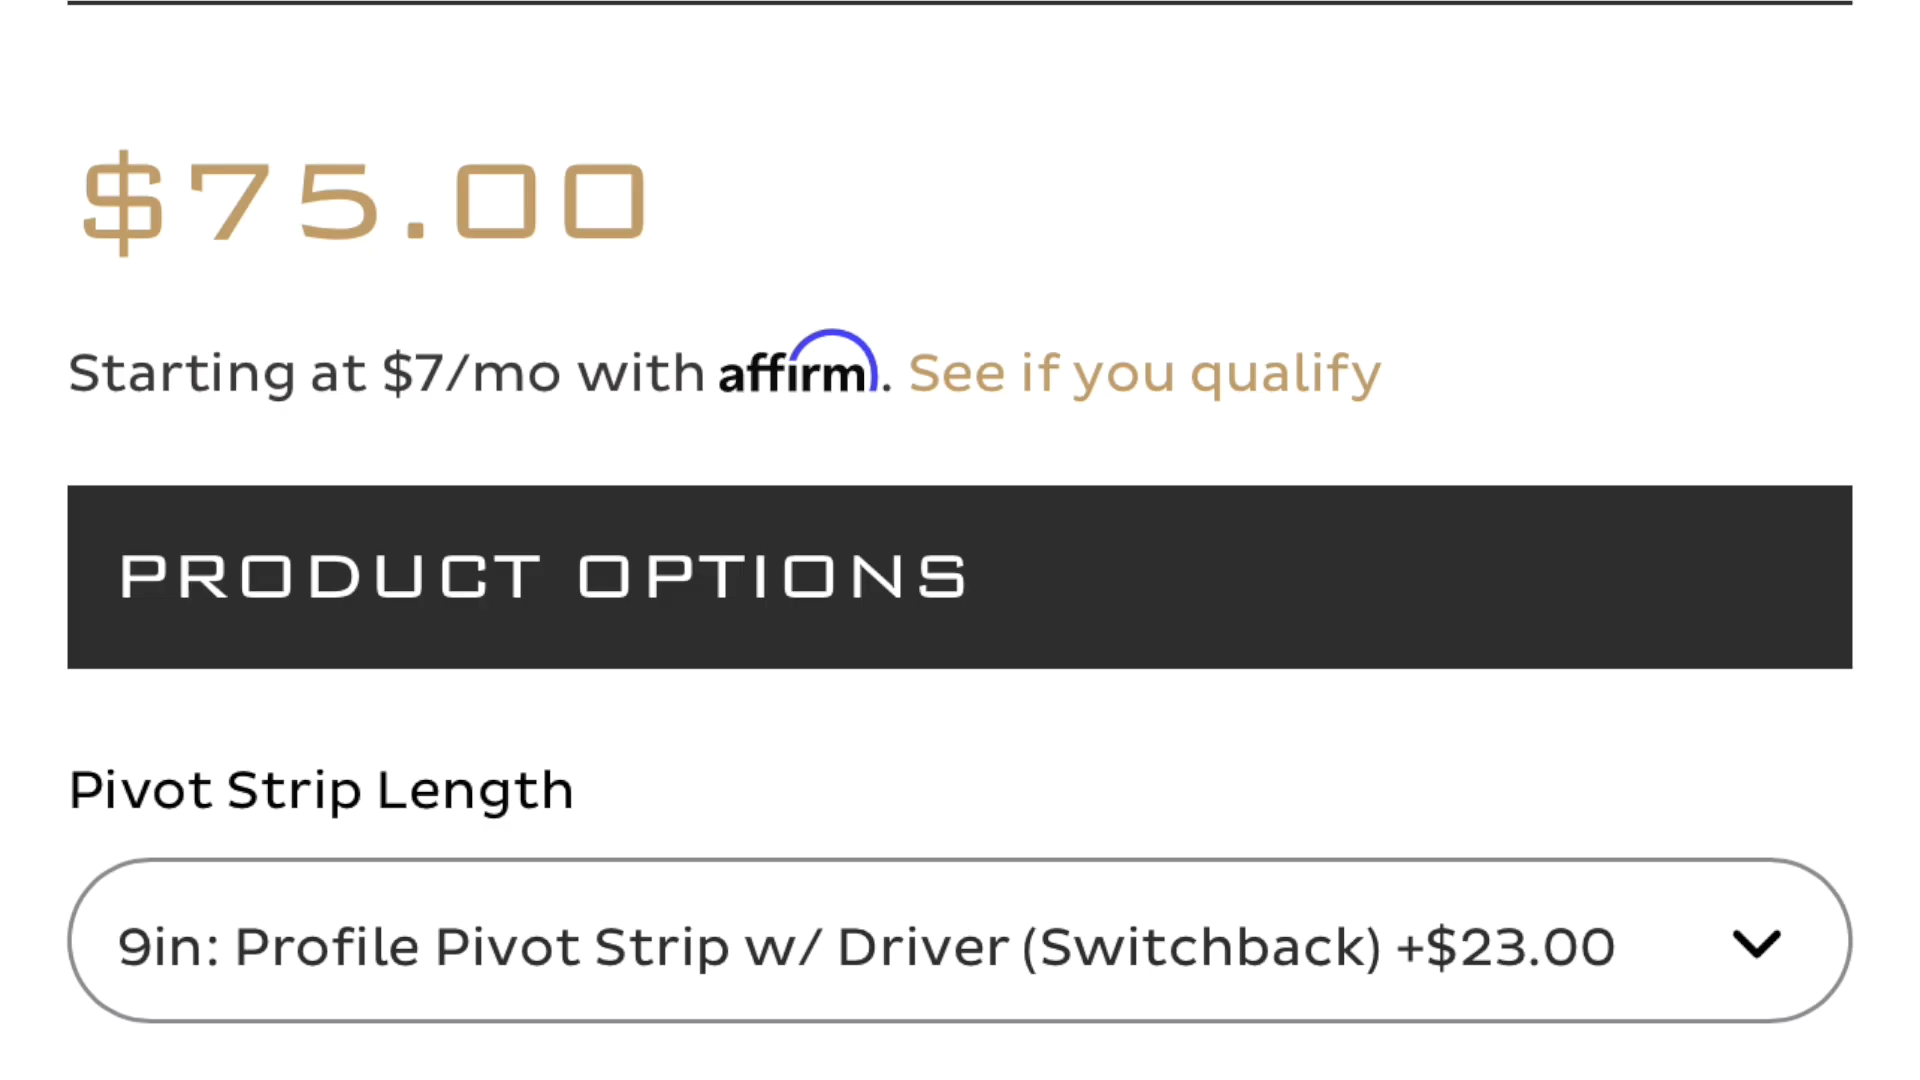 $75.00
Starting at $7/mo with affirm. See if you qualify
PRODUCT OPTIONS
Pivot Strip Length
9in: Profile Pivot Strip w/ Driver (Switchback) +$23.00